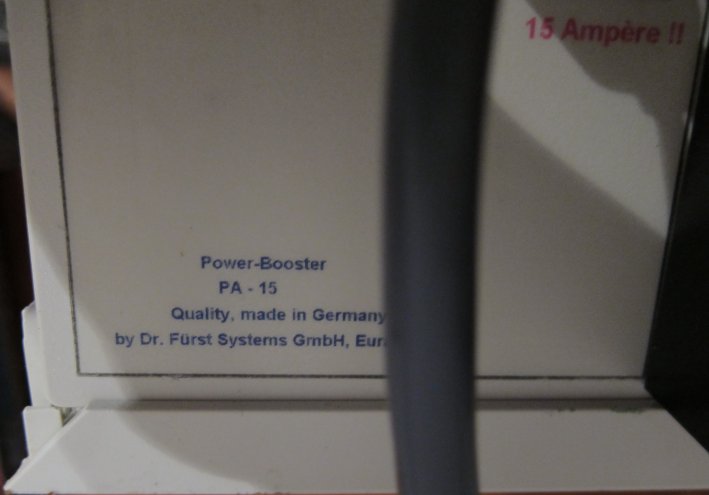 15 Ampère !!
Power-Booster
PA - 15
Quality, made in Germany
by Dr. Fürst Systems GmbH,